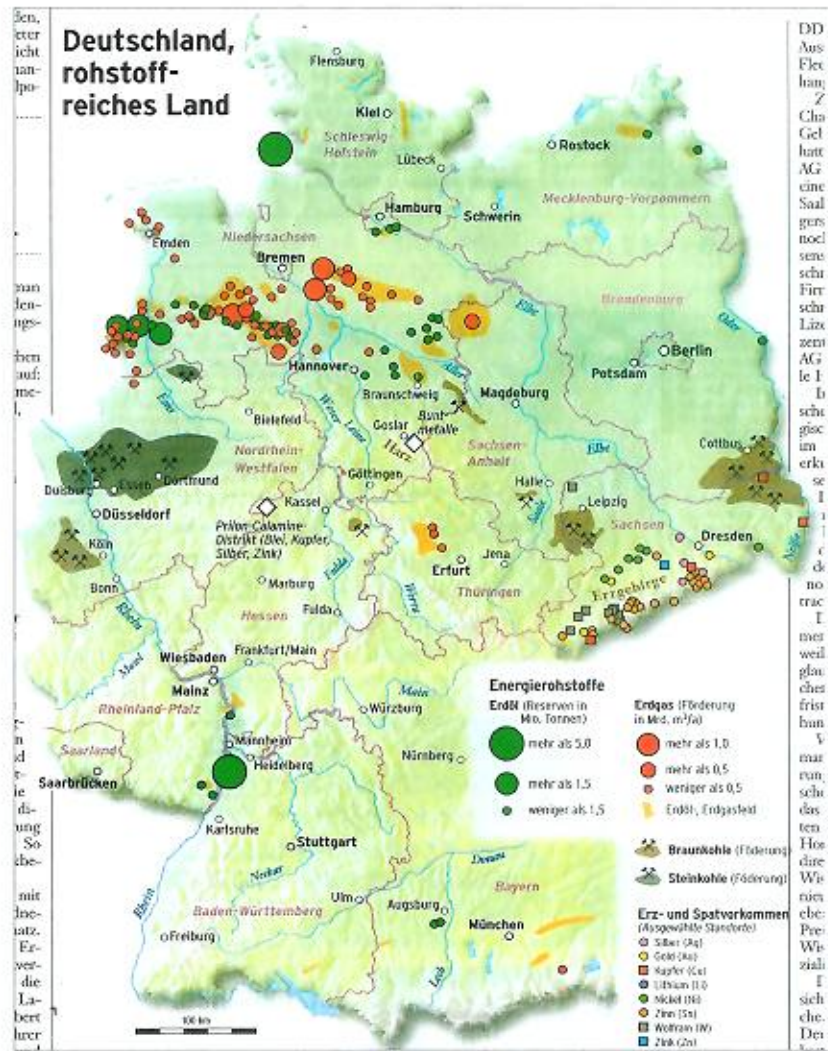 Deutschland,
rohstoff-
reiches Land
Flensburg
Kiel
Schleswig-
Holstein
Lübeck
Rostock
Mecklenburg-Vorpommern
Hamburg
Schwerin
Emden
Niedersachsen
Bremen
Elbe
Brandenburg
Oder
Berlin
Potsdam
Hannover
Aller
Braunschweig
Magdeburg
Ems
Weser
Leine
Bielefeld
Goslar
Bunt-
metalle
Harz
Sachsen-
Anhalt
Elbe
Cottbus
Nordrhein-
Westfalen
Göttingen
Halle
Saale
Leipzig
Duisburg
Essen
Dortmund
Düsseldorf
Kassel
Sachsen
Dresden
Neiße
Köln
Prilon-Calamine-
Distrikt (Blei, Kupfer,
Silber, Zink)
Erfurt
Jena
Erzgebirge
Bonn
Marburg
Fulda
Werra
Thüringen
Rhein
Hessen
Fulda
Mosel
Wiesbaden
Frankfurt/Main
Mainz
Main
Rheinland-Pfalz
Würzburg
Saarland
Mannheim
Nürnberg
Saarbrücken
Heidelberg
Karlsruhe
Stuttgart
Neckar
Donau
Rhein
Ulm
Augsburg
Bayern
Baden-Württemberg
München
Freiburg
Lech
100 km
Energierohstoffe
Erdöl (Reserven in
Mio. Tonnen)
mehr als 5,0
mehr als 1,5
weniger als 1,5
Erdgas (Förderung
in Mrd. m³/a)
mehr als 1,0
mehr als 0,5
weniger als 0,5
Erdöl-, Erdgasfeld
Braunkohle (Förderung)
Steinkohle (Förderung)
Erz- und Spatvorkommen
(Ausgewählte Standorte)
Silber (Ag)
Gold (Au)
Kupfer (Cu)
Lithium (Li)
Nickel (Ni)
Zinn (Sn)
Wolfram (W)
Zink (Zn)